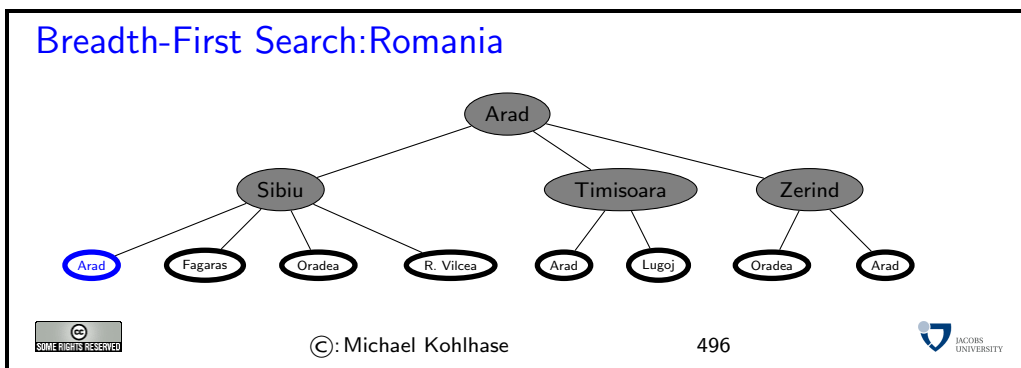 Breadth-First Search:Romania
Arad
Sibiu Timisoara Zerind
Arad Fagaras Oradea R. Vilcea Arad Lugoj Oradea Arad
cc
SOME RIGHTS RESERVED
©: Michael Kohlhase 496
JACOBS
UNIVERSITY